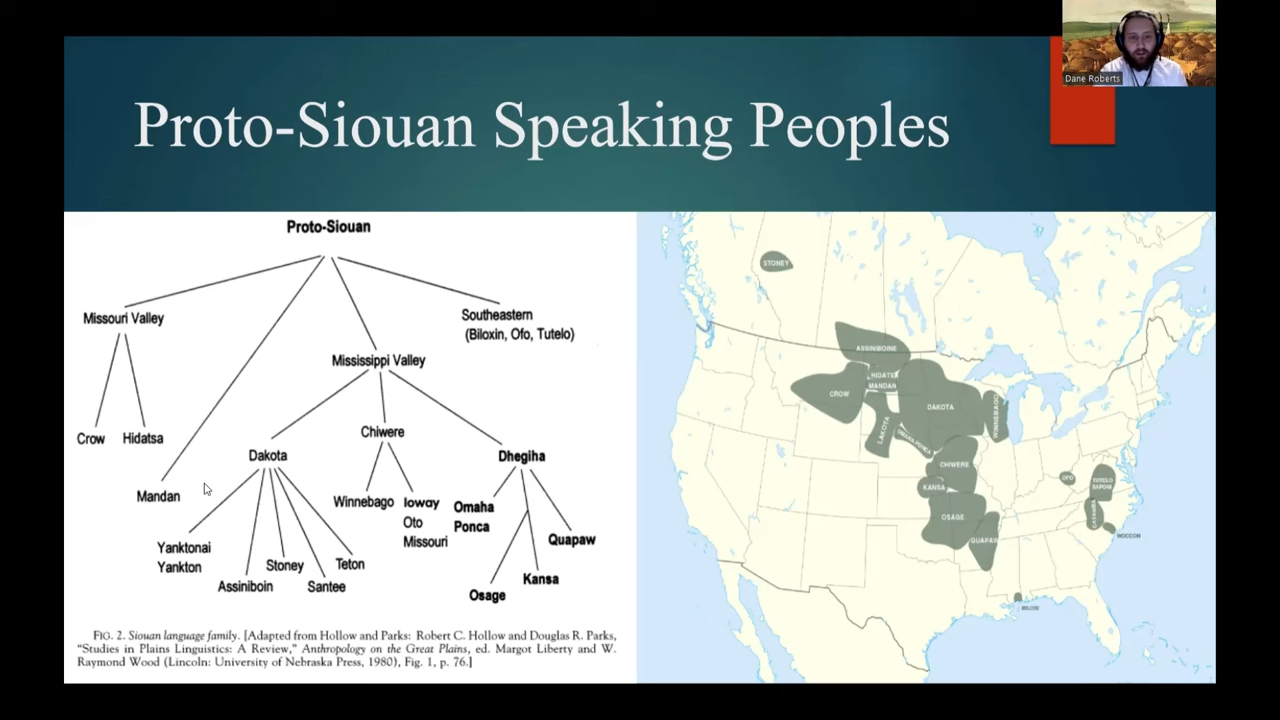 Dane Roberts
Proto-Siouan Speaking Peoples
Proto-Siouan
Missouri Valley
Southeastern
(Biloxin, Ofo, Tutelo)
Mississippi Valley
Crow
Hidatsa
Chiwere
Dakota
Dhegiha
Mandan
Winnebago
Ioway
Oto
Missouri
Omaha
Ponca
Quapaw
Yanktonai
Yankton
Assiniboin
Stoney
Santee
Teton
Kansa
Osage
FIG. 2. Siouan language family. [Adapted from Hollow and Parks: Robert C. Hollow and Douglas R. Parks,
"Studies in Plains Linguistics: A Review," Anthropology on the Great Plains, ed. Margot Liberty and W.
Raymond Wood (Lincoln: University of Nebraska Press, 1980), Fig. 1, p. 76.]
STONEY
ASSINIBOINE
HIDATSA
MANDAN
CROW
DAKOTA
WINNEBAGO
LAKOTA
OMAHA-PONCA
CHIWERE
KANSA
OSAGE
QUAPAW
OFO
TUTELO
SAPONI
CATAWBA
WOCCON
BILOXI